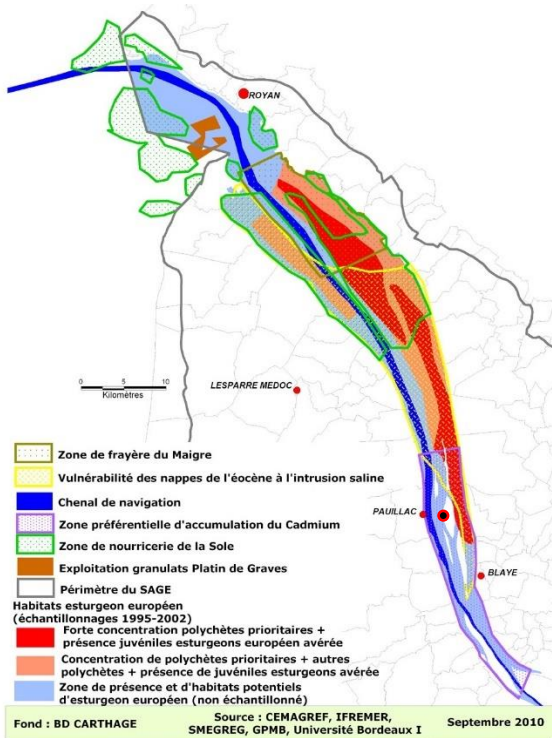 ROYAN
LESPARRE MEDOC
0 5 10
Kilomètres
PAUILLAC
BLAYE
Zone de frayère du Maigre
Vulnérabilité des nappes de l'éocène à l'intrusion saline
Chenal de navigation
Zone préférentielle d'accumulation du Cadmium
Zone de nourricerie de la Sole
Exploitation granulats Platin de Graves
Périmètre du SAGE
Habitats esturgeon européen
(échantillonnages 1995-2002)
Forte concentration polychètes prioritaires +
présence juvéniles esturgeons européen avérée
Concentration de polychètes prioritaires + autres
polychètes + présence de juvéniles esturgeons avérée
Zone de présence et d'habitats potentiels
d'esturgeon européen (non échantillonné)
Fond : BD CARTHAGE
Source : CEMAGREF, IFREMER,
SMEGREG, GPMB, Université Bordeaux I
Septembre 2010